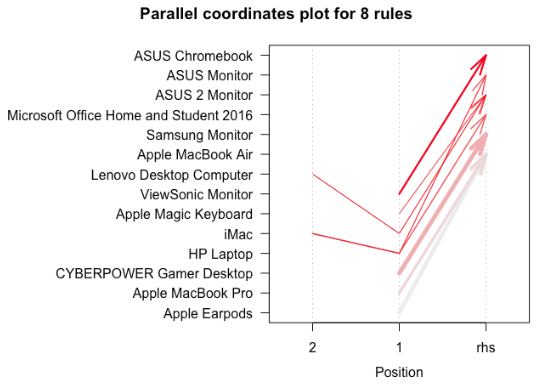 Parallel coordinates plot for 8 rules
ASUS Chromebook
ASUS Monitor
ASUS 2 Monitor
Microsoft Office Home and Student 2016
Samsung Monitor
Apple MacBook Air
Lenovo Desktop Computer
ViewSonic Monitor
Apple Magic Keyboard
iMac
HP Laptop
CYBERPOWER Gamer Desktop
Apple MacBook Pro
Apple Earpods
2 1 rhs
Position